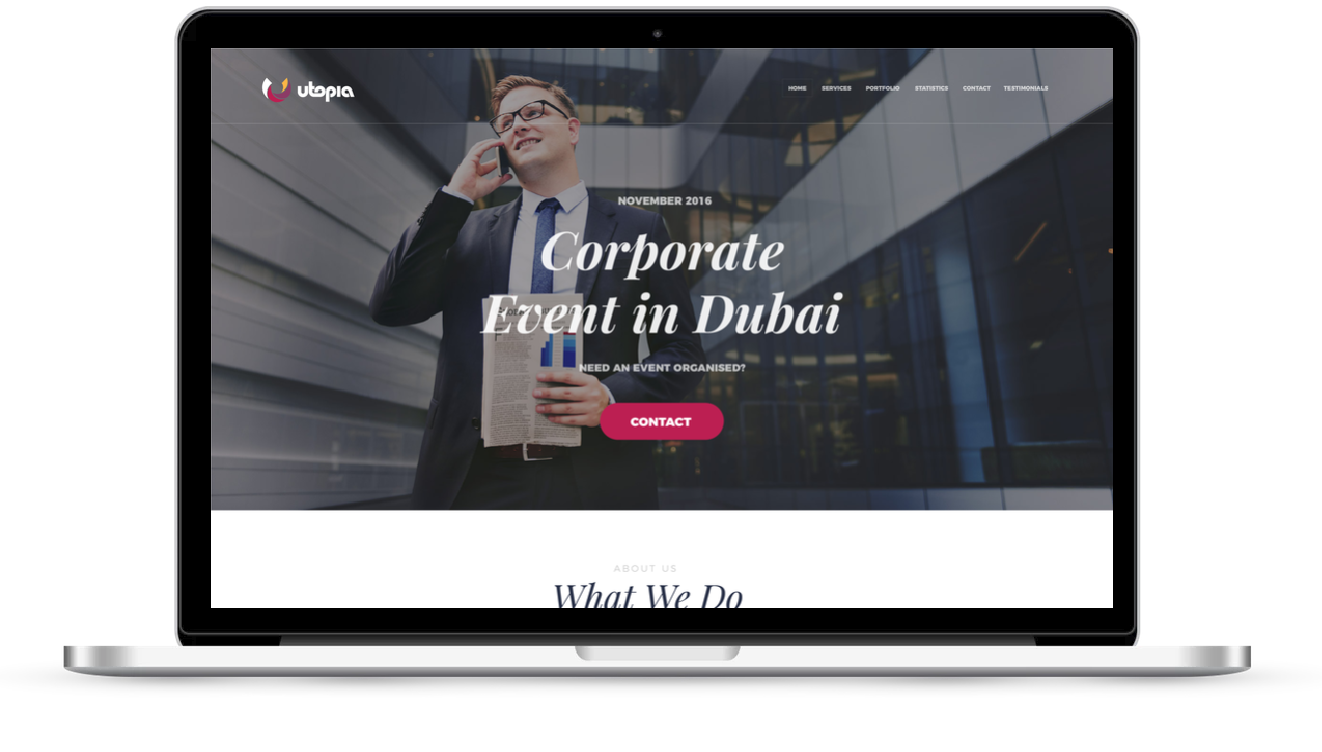 utopia
HOME SERVICES PORTFOLIO STATISTICS CONTACT TESTIMONIALS
NOVEMBER 2016
Corporate
Event in Dubai
NEED AN EVENT ORGANISED?
CONTACT
ABOUT US
What We Do